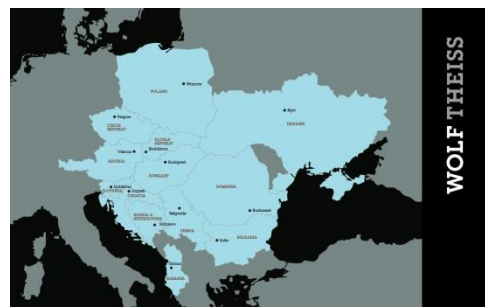 WOLF THEISS
Warsaw
POLAND
Kyiv
UKRAINE
Prague
CZECH
REPUBLIC
SLOVAK
REPUBLIC
Bratislava
Vienna
AUSTRIA
Budapest
HUNGARY
Ljubljana
SLOVENIA
Zagreb
CROATIA
ROMANIA
Bucharest
BOSNIA &
HERZEGOVINA
Sarajevo
Belgrade
SERBIA
Sofia
BULGARIA
Tirana
ALBANIA